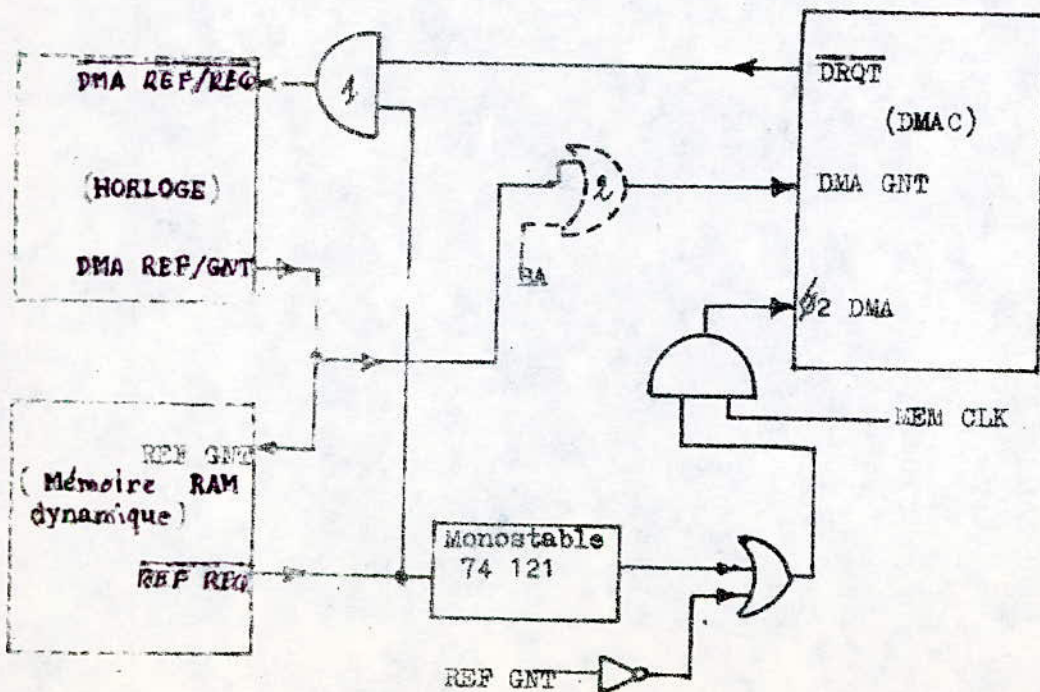 DMA REF/REQ
(HORLOGE)
DMA REF/GNT
1
2
BA
DRQT
(DMAC)
DMA GNT
ϕ2 DMA
MEM CLK
REF GNT
(Mémoire RAM
dynamique)
REF REQ
Monostable
74 121
REF GNT